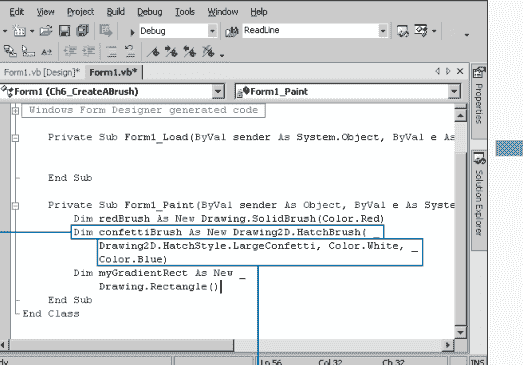 Edit View Project Build Debug Tools Window Help
Debug ReadLine
Form1.vb [Design]* Form1.vb*
Form1 (Ch6_CreateABrush) Form1_Paint
Windows Form Designer generated code
Private Sub Form1_Load(ByVal sender As System.Object, ByVal e As
End Sub
Private Sub Form1_Paint(ByVal sender As Object, ByVal e As Syste
Dim redBrush As New Drawing.SolidBrush(Color.Red)
Dim confettiBrush As New Drawing2D.HatchBrush( _
Drawing2D.HatchStyle.LargeConfetti, Color.White, _
Color.Blue)
Dim myGradientRect As New _
Drawing.Rectangle()
End Sub
End Class
Properties
Solution Explorer
dy Ln 56 Col 32 Ch 32 INS